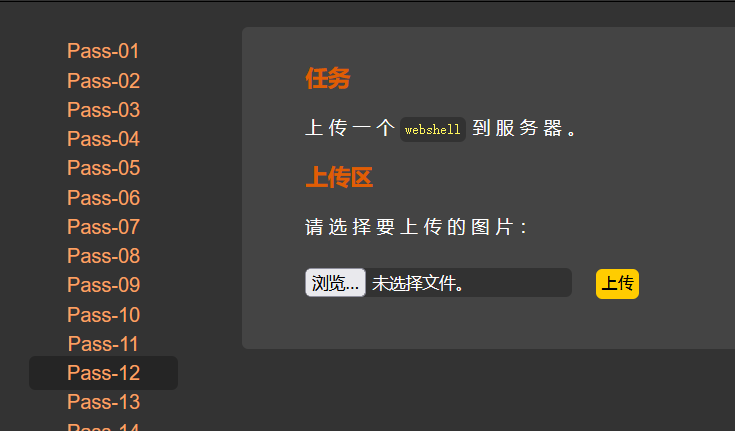 Pass-01
Pass-02
Pass-03
Pass-04
Pass-05
Pass-06
Pass-07
Pass-08
Pass-09
Pass-10
Pass-11
Pass-12
Pass-13
Pass-14
任务
上传一个 webshell 到服务器。
上传区
请选择要上传的图片：
浏览... 未选择文件。 上传